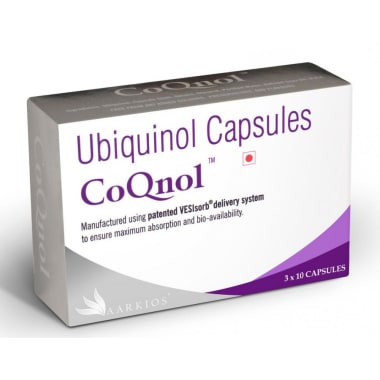 CoQnol
Ubiquinol Capsules
CoQnol™
Manufactured using patented VESIsorb® delivery system
to ensure maximum absorption and bio-availability.
3 x 10 CAPSULES
AARKIOS